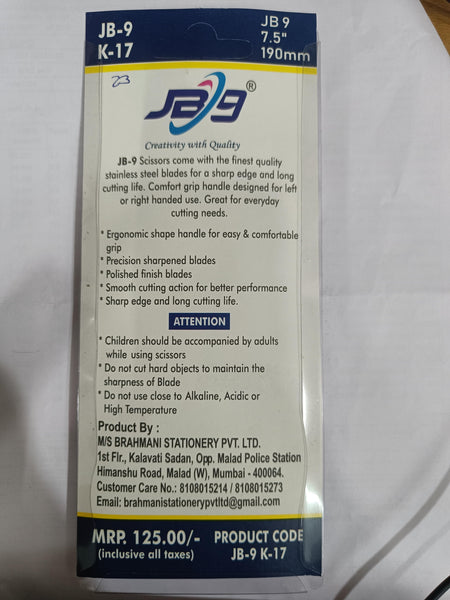 JB-9
K-17
JB 9
7.5"
190mm
23
JB9®
Creativity with Quality
JB-9 Scissors come with the finest quality
stainless steel blades for a sharp edge and long
cutting life. Comfort grip handle designed for left
or right handed use. Great for everyday
cutting needs.
* Ergonomic shape handle for easy & comfortable
grip
* Precision sharpened blades
* Polished finish blades
* Smooth cutting action for better performance
* Sharp edge and long cutting life.
ATTENTION
* Children should be accompanied by adults
while using scissors
* Do not cut hard objects to maintain the
sharpness of Blade
* Do not use close to Alkaline, Acidic or
High Temperature
Product By :
M/S BRAHMANI STATIONERY PVT. LTD.
1st Flr., Kalavati Sadan, Opp. Malad Police Station
Himanshu Road, Malad (W), Mumbai - 400064.
Customer Care No.: 8108015214 / 8108015273
Email: brahmanistationerypvtltd@gmail.com
MRP. 125.00/-
(inclusive all taxes)
PRODUCT CODE
JB-9 K-17